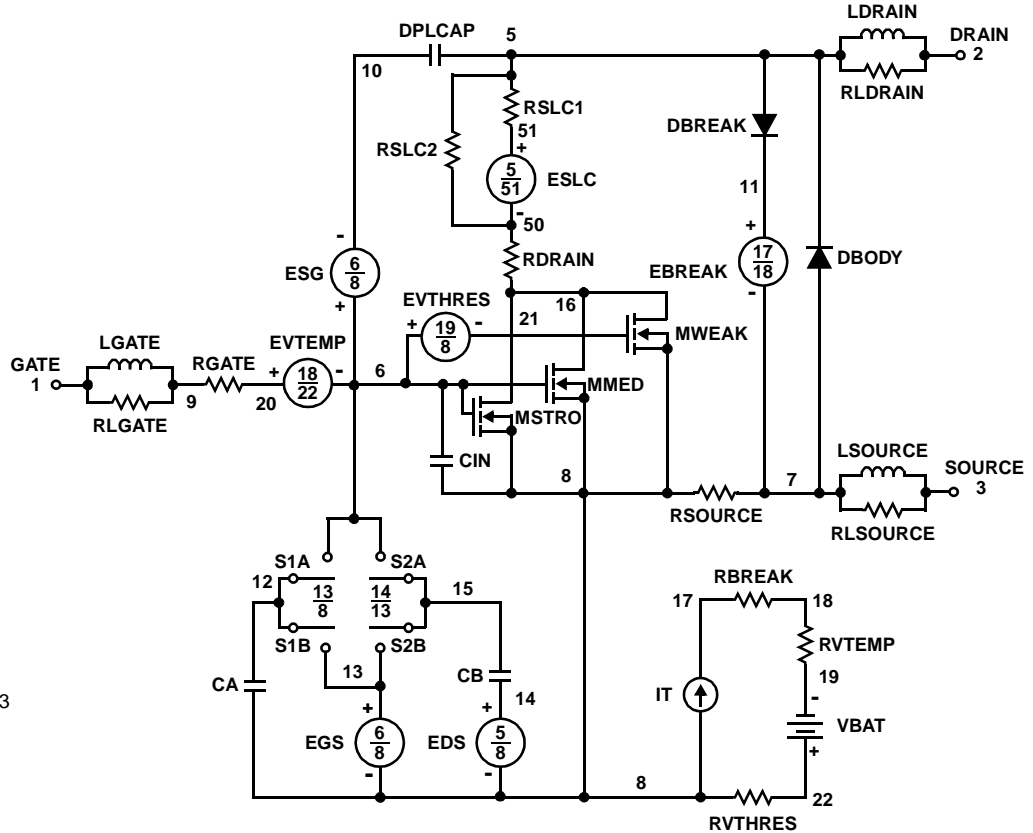 LDRAIN
DPLCAP 5 DRAIN
10 2
RLDRAIN
RSLC1
51
DBREAK
+
RSLC2
5
51
ESLC
11
-
50
-
+
17
18
EBREAK
-
DBODY
RDRAIN
6
8
ESG
+
EVTHRES
16
21
+
19
8
-
MWEAK
LGATE
GATE
1
RGATE
EVTEMP
+
18
22
-
6
9
20
RLGATE
MMED
MSTRO
CIN
8
7
LSOURCE
SOURCE
3
RSOURCE
RLSOURCE
S1A
S2A
12
13
8
14
13
15
S1B
S2B
13
CA
CB
14
+
+
EGS
6
8
EDS
5
8
-
-
8
RBREAK
17
18
RVTEMP
19
-
IT
VBAT
+
22
RVTHRES
3